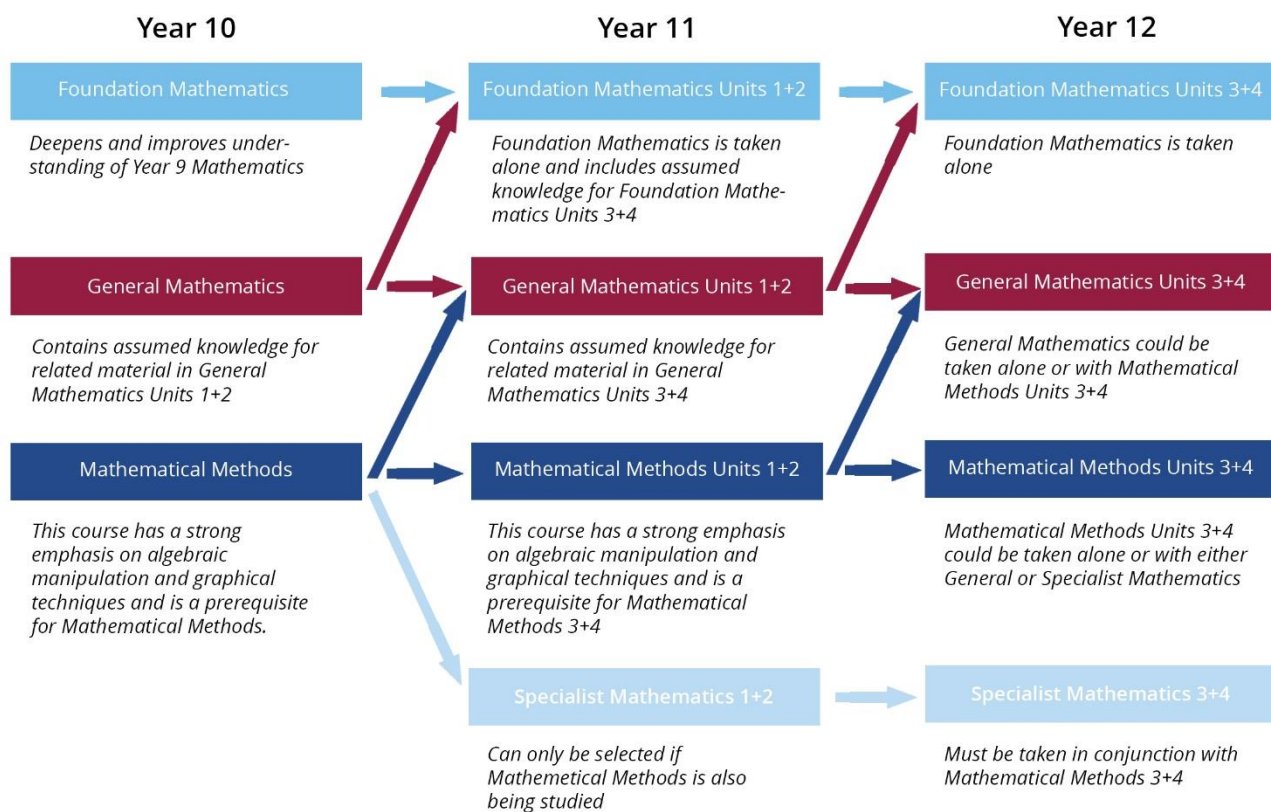 Year 10
Year 11
Year 12
Foundation Mathematics
Foundation Mathematics Units 1+2
Foundation Mathematics Units 3+4
Deepens and improves under-
standing of Year 9 Mathematics
Foundation Mathematics is taken
alone and includes assumed
knowledge for Foundation Mathe-
matics Units 3+4
Foundation Mathematics is taken
alone
General Mathematics
General Mathematics Units 1+2
General Mathematics Units 3+4
Contains assumed knowledge for
related material in General
Mathematics Units 1+2
Contains assumed knowledge for
related material in General
Mathematics Units 3+4
General Mathematics could be
taken alone or with Mathematical
Methods Units 3+4
Mathematical Methods
Mathematical Methods Units 1+2
Mathematical Methods Units 3+4
This course has a strong
emphasis on algebraic
manipulation and graphical
techniques and is a prerequisite
for Mathematical Methods.
This course has a strong emphasis
on algebraic manipulation and
graphical techniques and is a
prerequisite for Mathematical
Methods 3+4
Mathematical Methods Units 3+4
could be taken alone or with either
General or Specialist Mathematics
Specialist Mathematics 1+2
Specialist Mathematics 3+4
Can only be selected if
Mathemetical Methods is also
being studied
Must be taken in conjunction with
Mathematical Methods 3+4